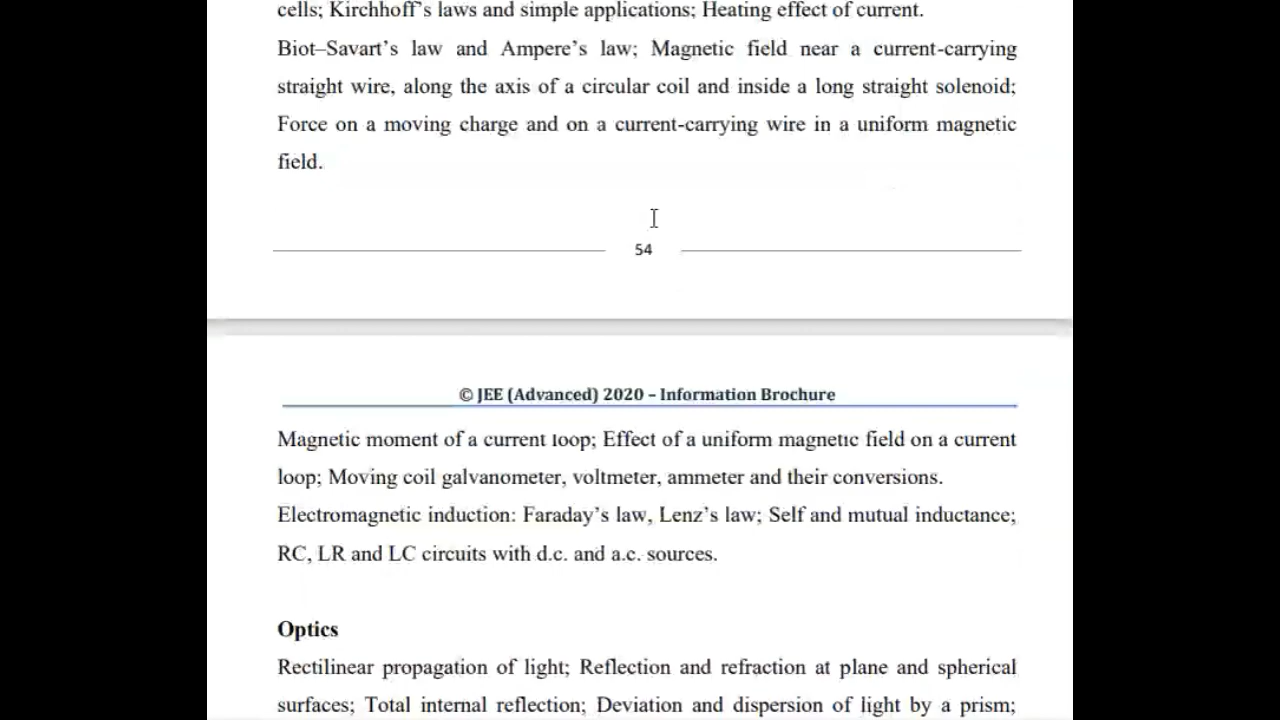 cells; Kirchhoff's laws and simple applications; Heating effect of current.
Biot–Savart's law and Ampere's law; Magnetic field near a current-carrying
straight wire, along the axis of a circular coil and inside a long straight solenoid;
Force on a moving charge and on a current-carrying wire in a uniform magnetic
field.
54
© JEE (Advanced) 2020 – Information Brochure
Magnetic moment of a current loop; Effect of a uniform magnetic field on a current
loop; Moving coil galvanometer, voltmeter, ammeter and their conversions.
Electromagnetic induction: Faraday's law, Lenz's law; Self and mutual inductance;
RC, LR and LC circuits with d.c. and a.c. sources.
Optics
Rectilinear propagation of light; Reflection and refraction at plane and spherical
surfaces; Total internal reflection; Deviation and dispersion of light by a prism;